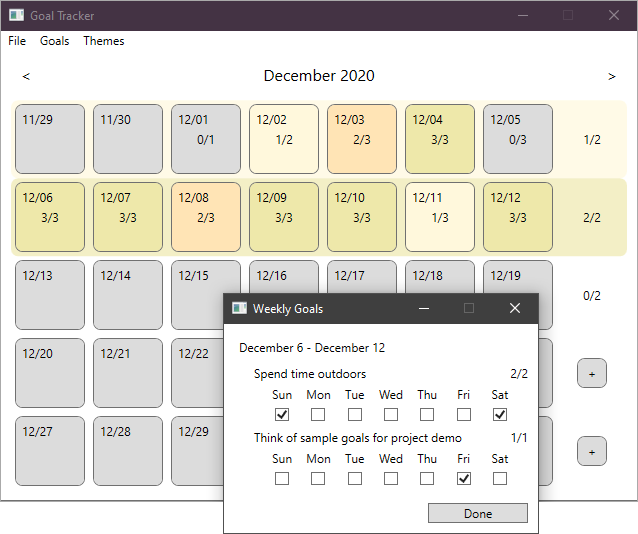 Goal Tracker
File Goals Themes
< December 2020 >
11/29 11/30 12/01 12/02 12/03 12/04 12/05
0/1 1/2 2/3 3/3 0/3 1/2
12/06 12/07 12/08 12/09 12/10 12/11 12/12
3/3 3/3 2/3 3/3 3/3 1/3 3/3 2/2
12/13 12/14 12/15 12/16 12/17 12/18 12/19
0/2
Weekly Goals
12/20 12/21 12/22 +
12/27 12/28 12/29 +
December 6 - December 12
Spend time outdoors 2/2
Sun Mon Tue Wed Thu Fri Sat
Think of sample goals for project demo 1/1
Sun Mon Tue Wed Thu Fri Sat
Done